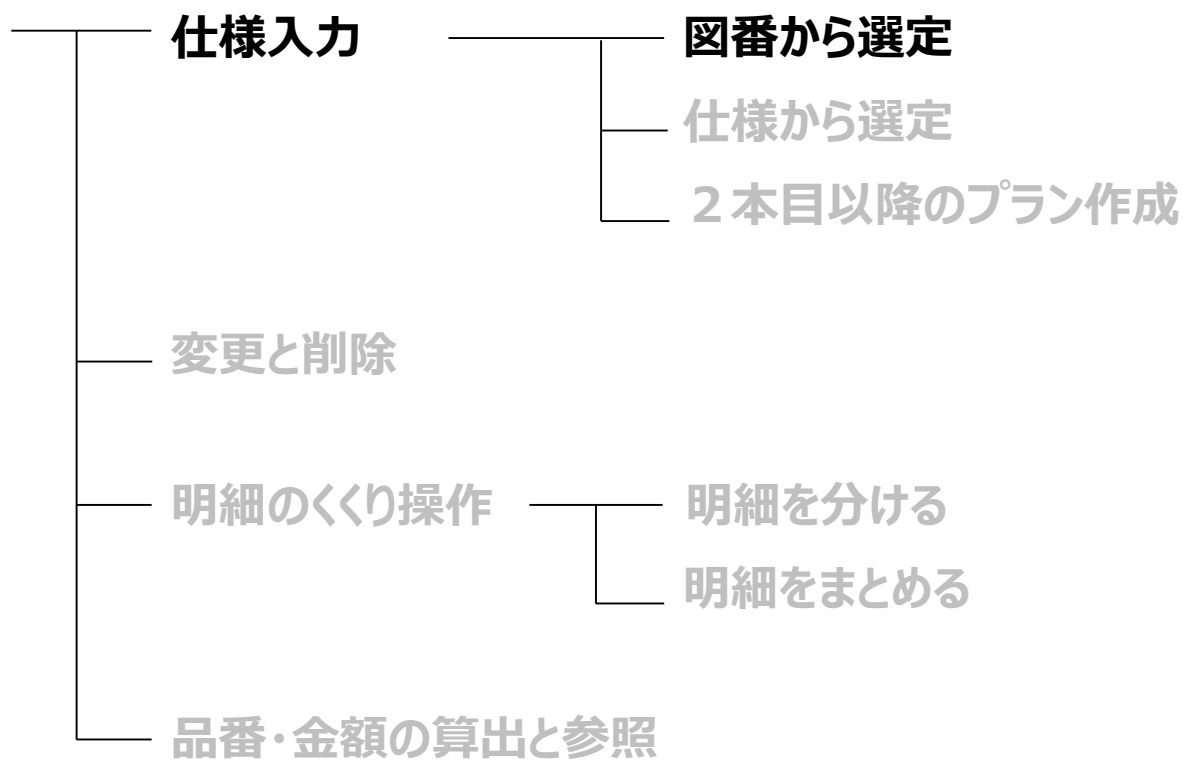 仕様入力
図番から選定
仕様から選定
２本目以降のプラン作成
変更と削除
明細のくくり操作
明細を分ける
明細をまとめる
品番・金額の算出と参照